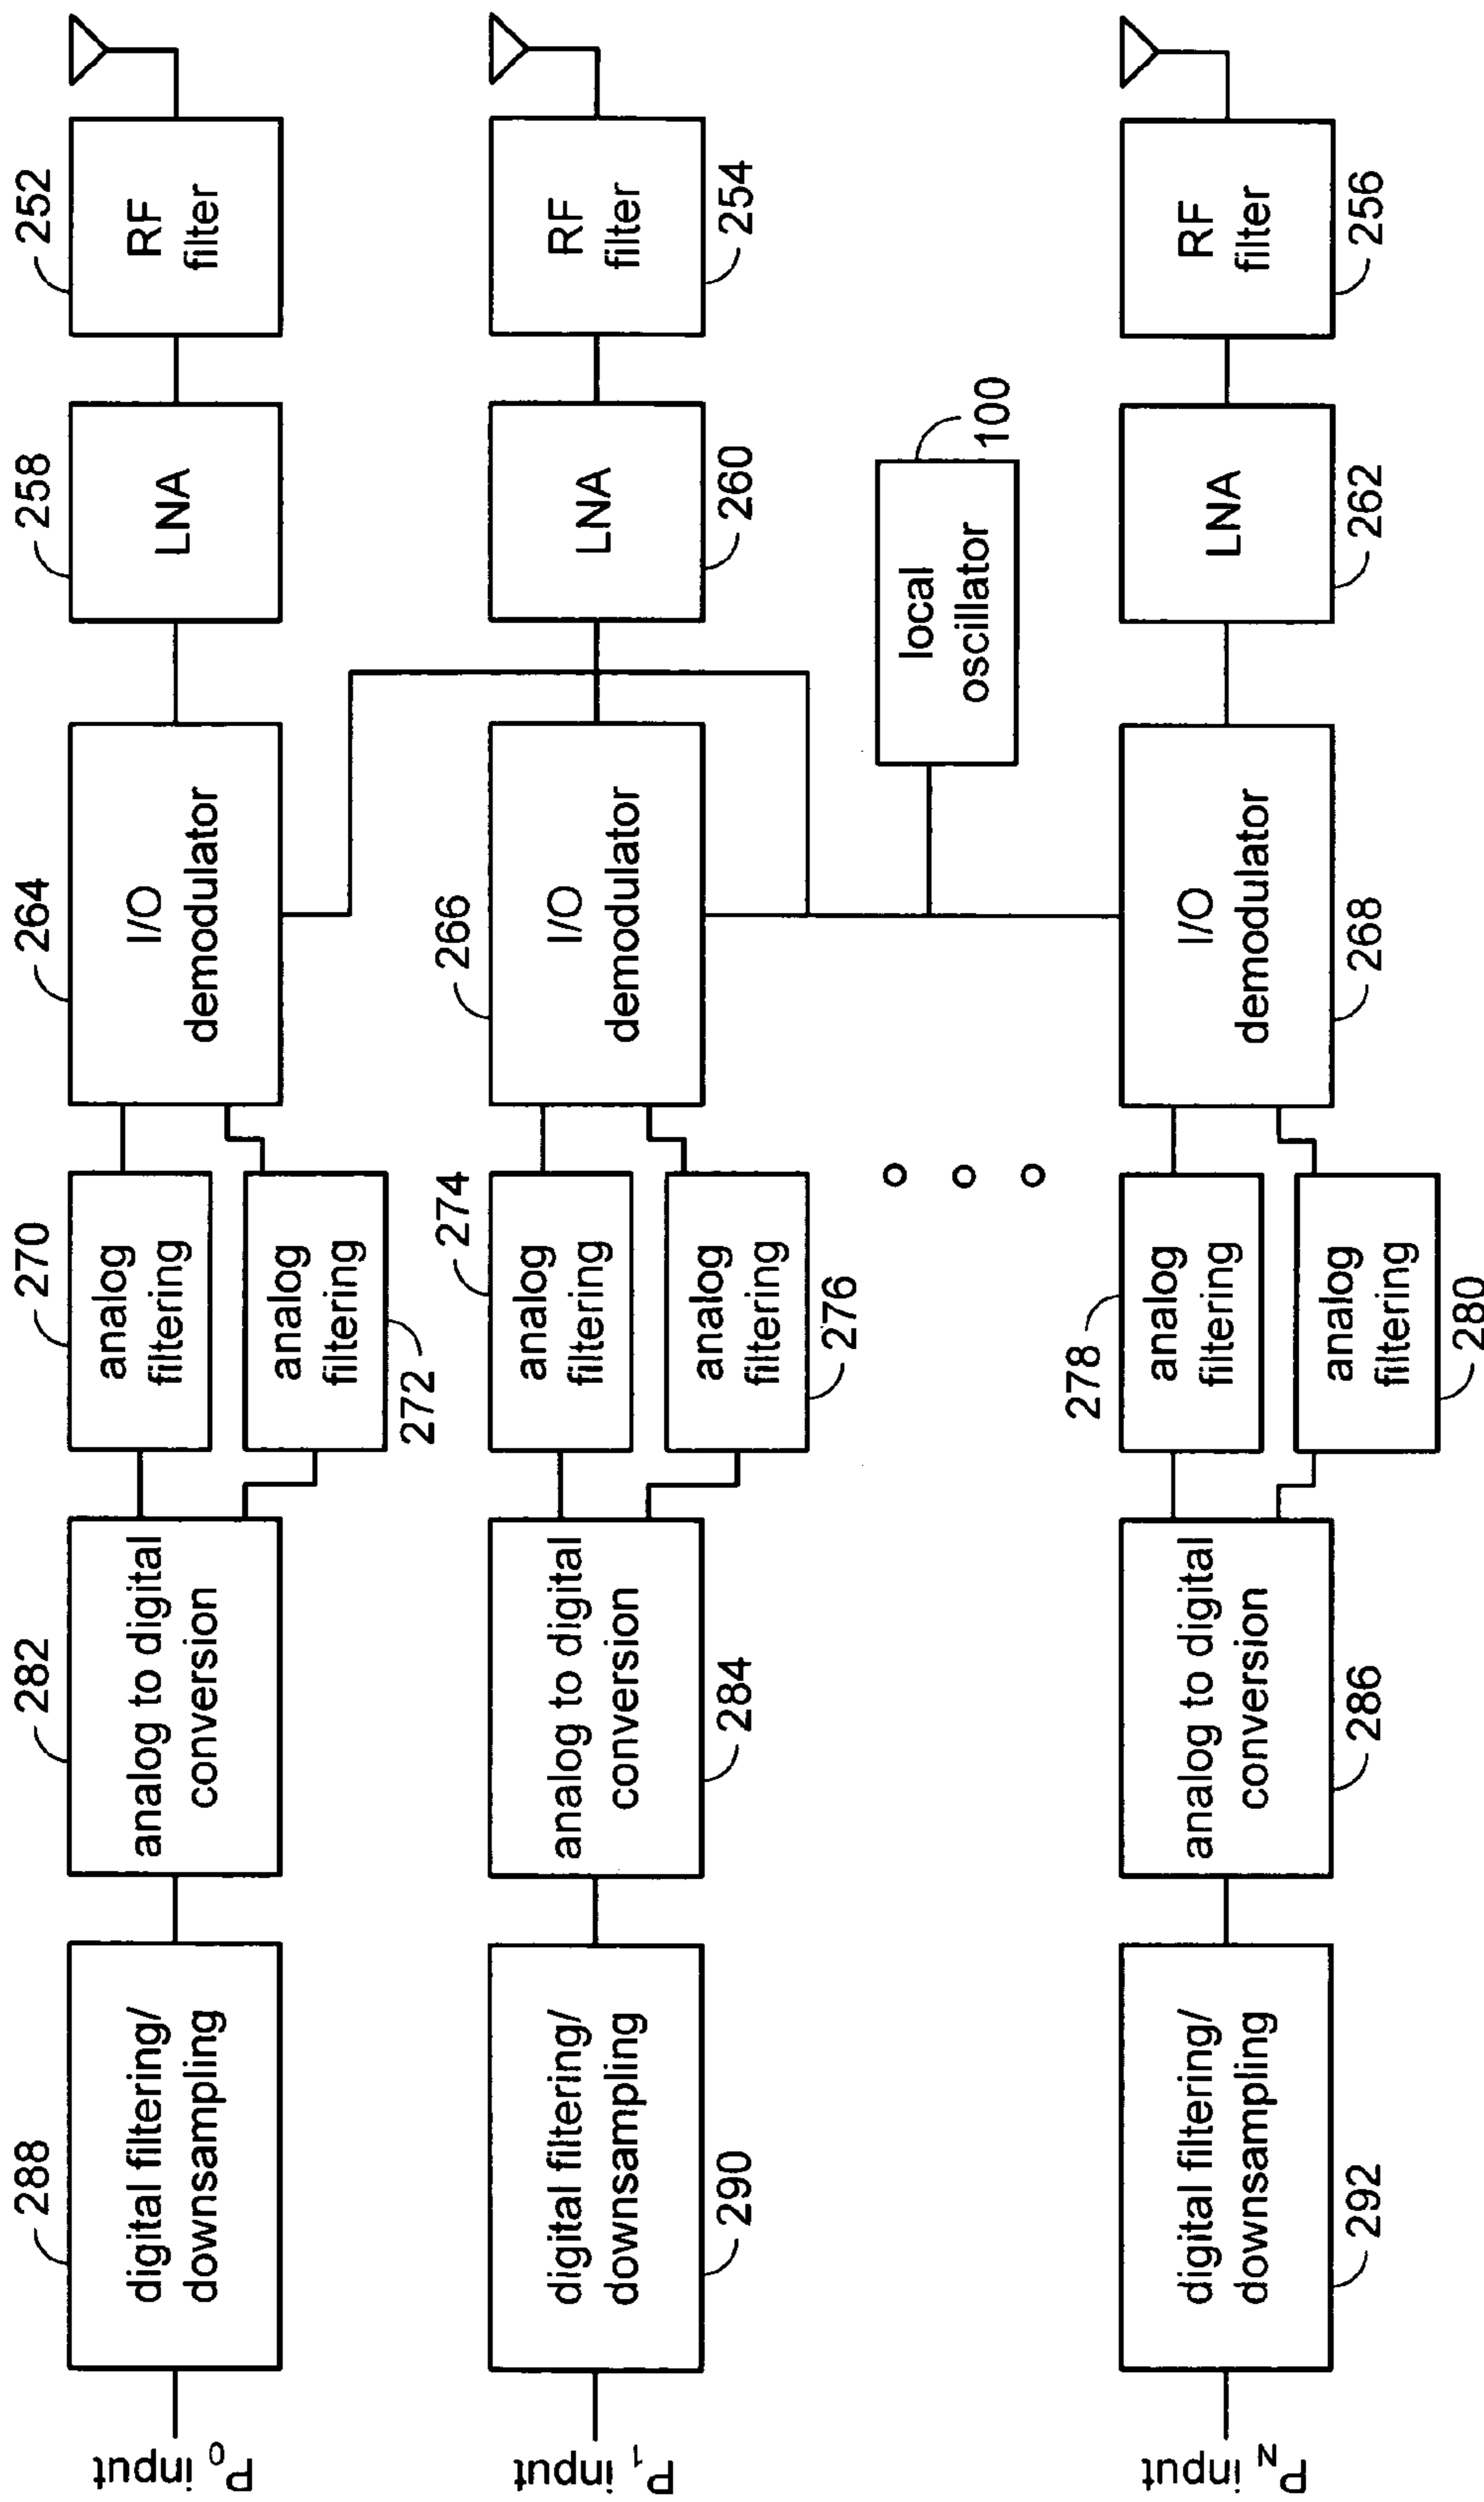 288
282
270
264
258
252
P0 input
digital filtering/
downsampling
analog to digital
conversion
analog
filtering
analog
filtering
272
I/O
demodulator
LNA
RF
filter
274
266
P1 input
digital filtering/
downsampling
290
analog to digital
conversion
284
analog
filtering
analog
filtering
276
I/O
demodulator
LNA
260
RF
filter
254
local
oscillator
100
278
PN input
digital filtering/
downsampling
292
analog to digital
conversion
286
analog
filtering
analog
filtering
280
I/O
demodulator
268
LNA
262
RF
filter
256